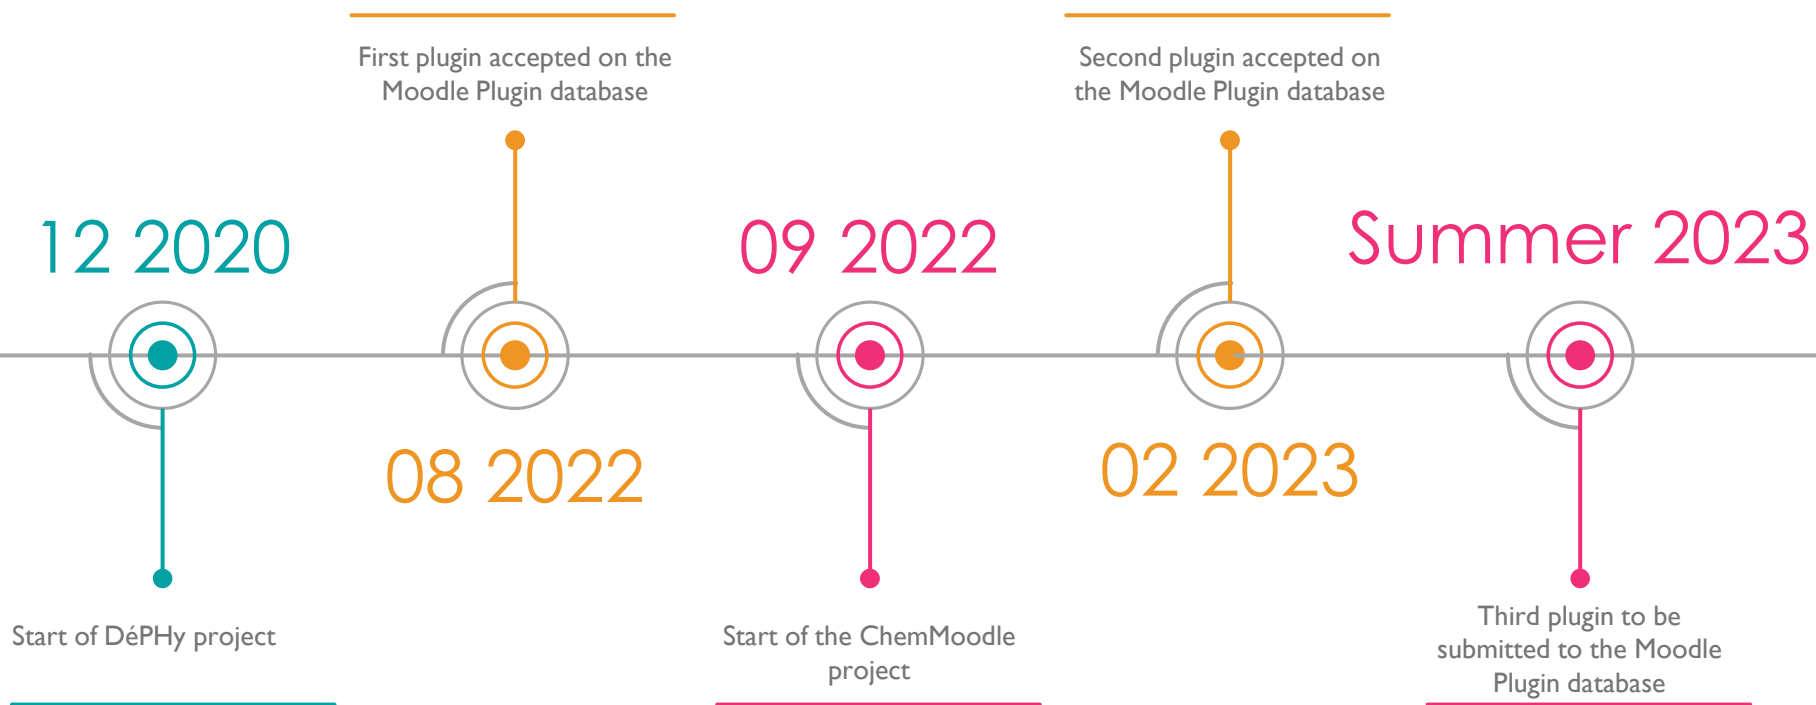 First plugin accepted on the
Moodle Plugin database
Second plugin accepted on
the Moodle Plugin database
12 2020
09 2022
Summer 2023
08 2022
02 2023
Start of DéPHy project
Start of the ChemMoodle
project
Third plugin to be
submitted to the Moodle
Plugin database